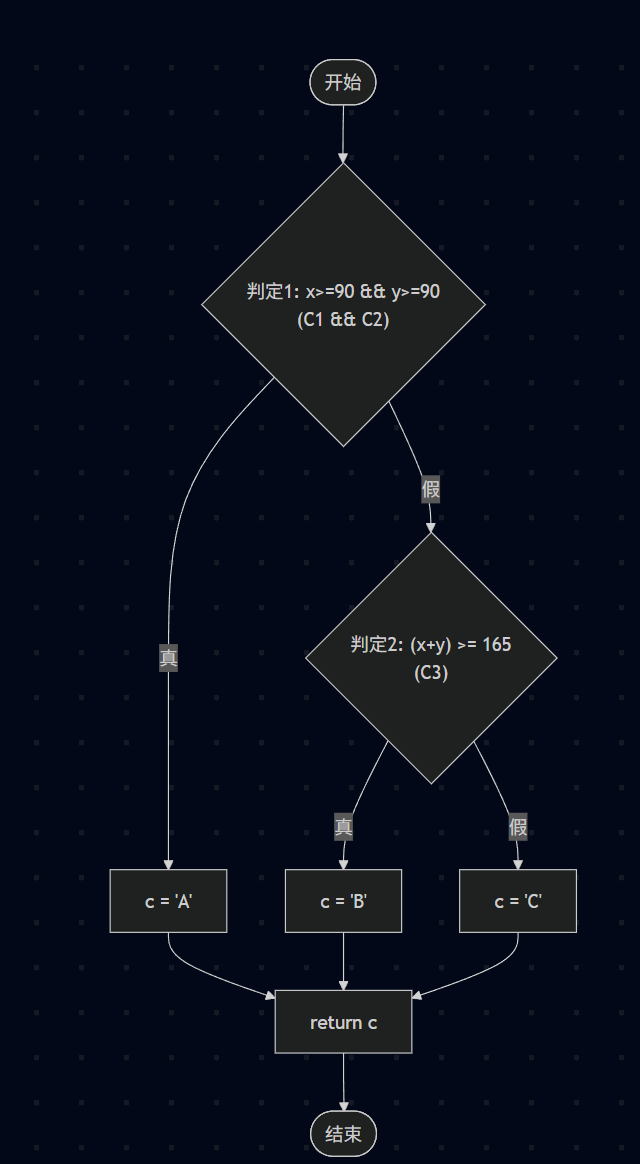 开始
判定1: x>=90 && y>=90
(C1 && C2)
假
判定2: (x+y) >= 165
(C3)
真
真
假
c = 'A'
c = 'B'
c = 'C'
return c
结束